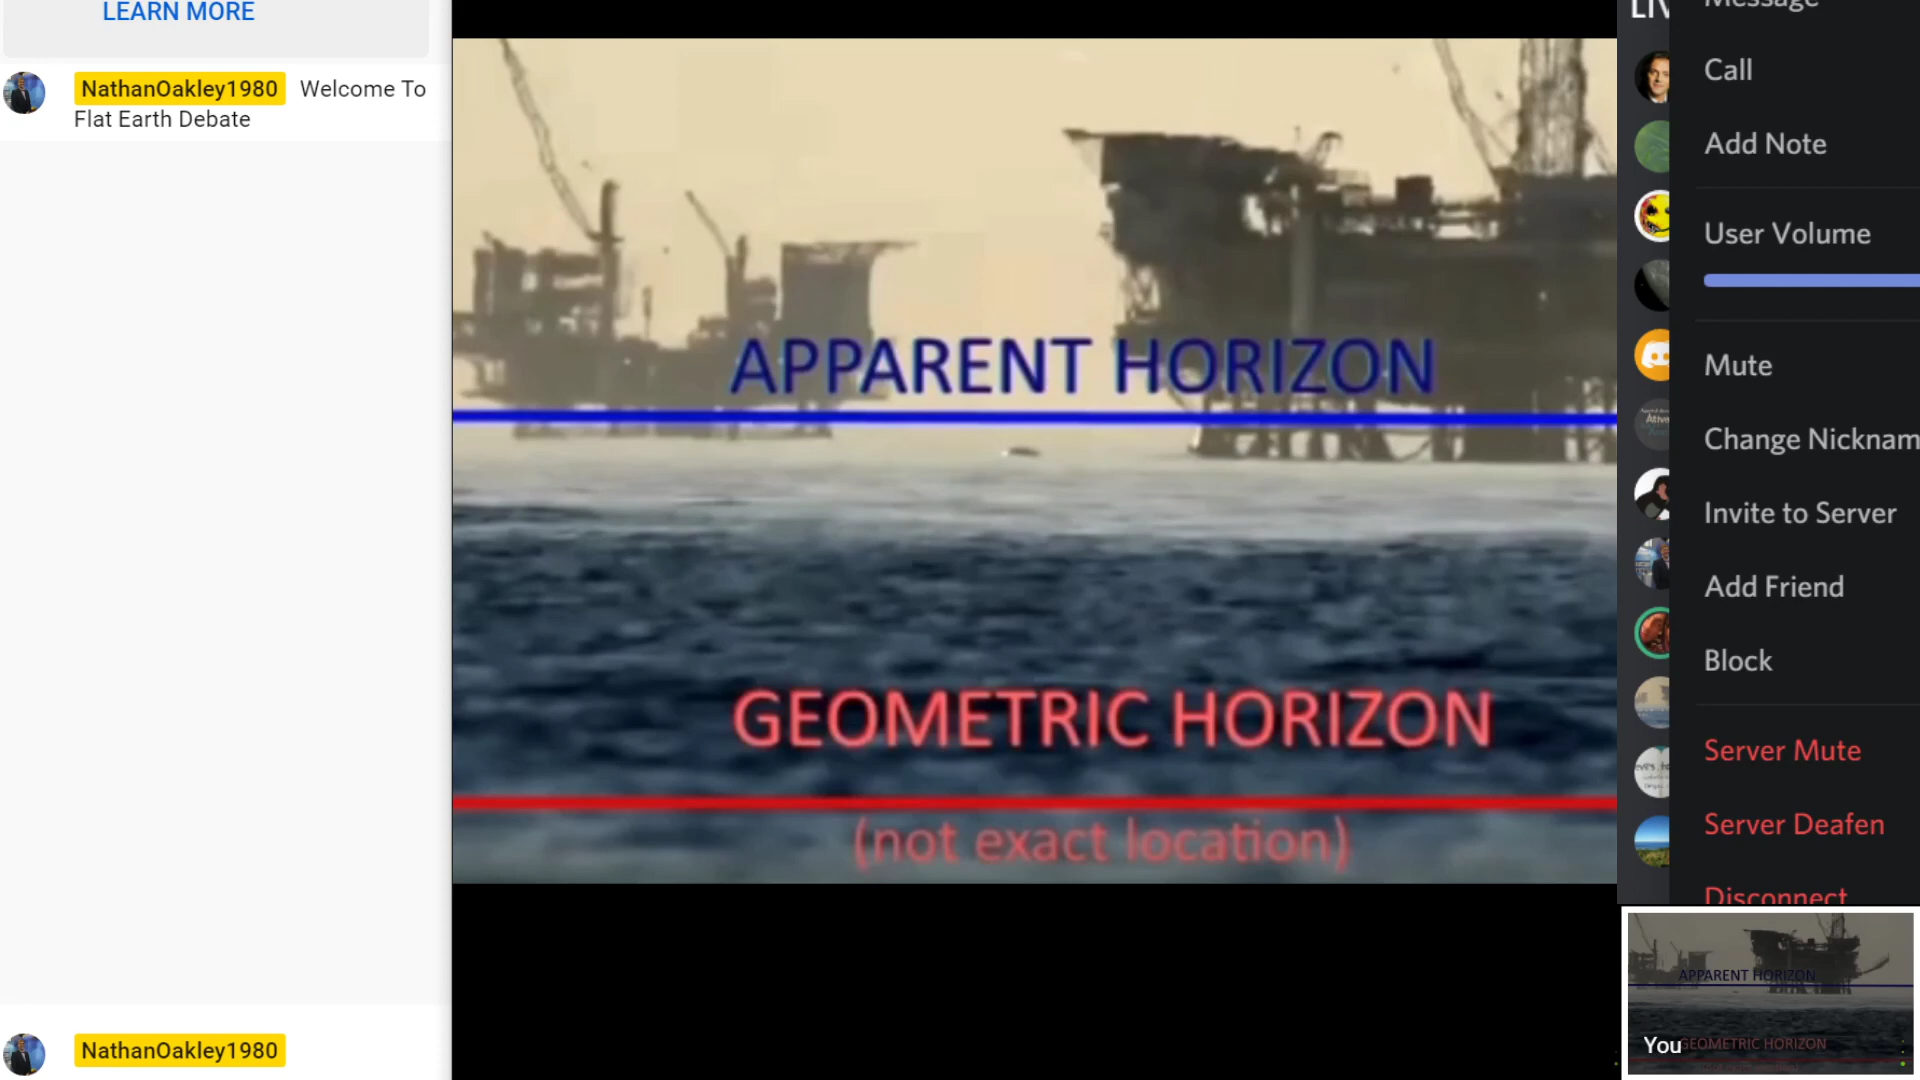 LEARN MORE
NathanOakley1980 Welcome To
Flat Earth Debate
NathanOakley1980
APPARENT HORIZON
GEOMETRIC HORIZON
(not exact location)
LIV
Message
Call
Add Note
User Volume
Mute
Change Nicknam
Invite to Server
Add Friend
Block
Server Mute
Server Deafen
Disconnect
APPARENT HORIZON
You
GEOMETRIC HORIZON